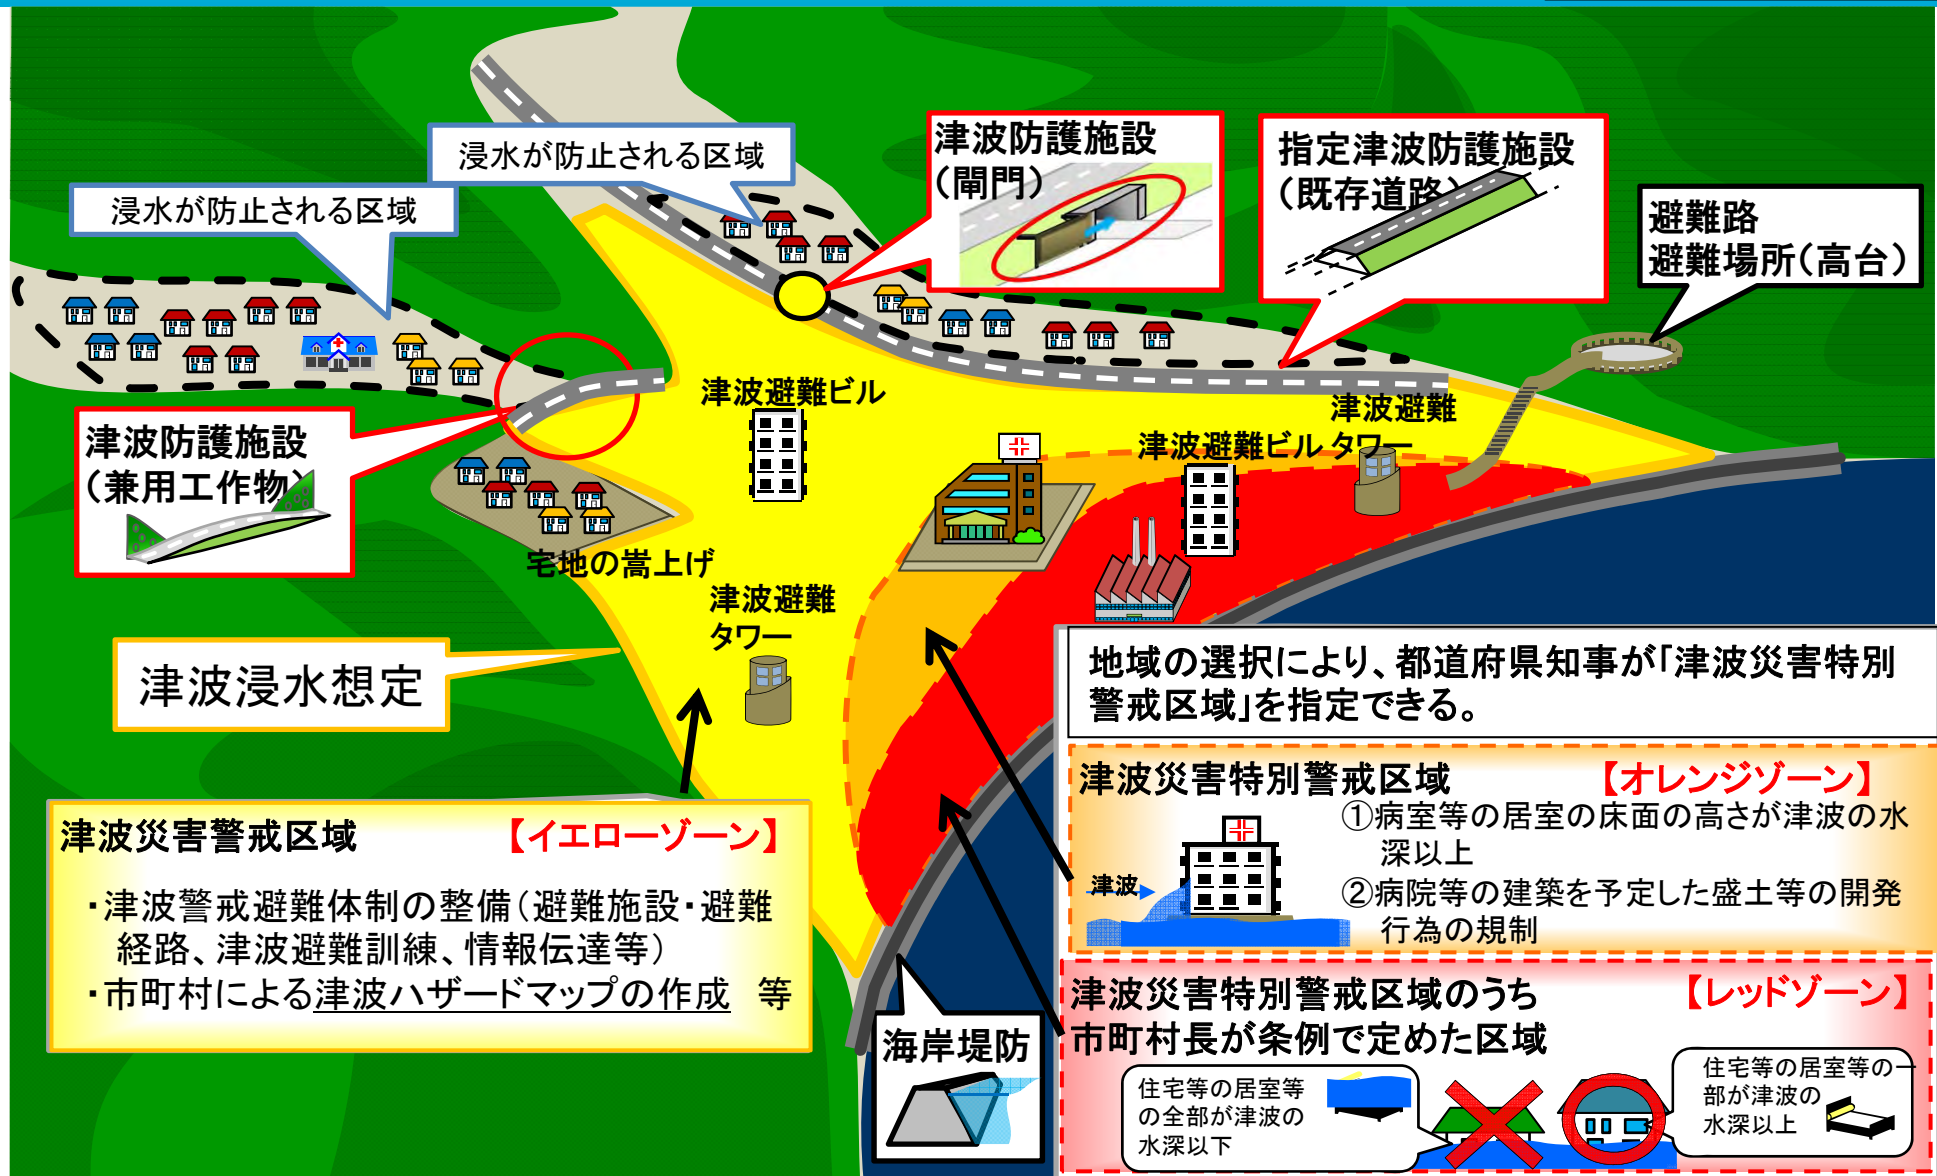 浸水が防止される区域
浸水が防止される区域
津波防護施設
（閘門）
指定津波防護施設
（既存道路）
避難路
避難場所（高台）
津波防護施設
（兼用工作物）
津波避難ビル
津波避難
タワー
津波避難ビル
宅地の嵩上げ
津波避難
タワー
津波浸水想定
地域の選択により、都道府県知事が「津波災害特別
警戒区域」を指定できる。
津波災害警戒区域 【イエローゾーン】
・津波警戒避難体制の整備（避難施設・避難
経路、津波避難訓練、情報伝達等）
・市町村による津波ハザードマップの作成 等
津波災害特別警戒区域 【オレンジゾーン】
①病室等の居室の床面の高さが津波の水
深以上
②病院等の建築を予定した盛土等の開発
行為の規制
津波
津波災害特別警戒区域のうち 【レッドゾーン】
市町村長が条例で定めた区域
住宅等の居室等
の全部が津波の
水深以下
住宅等の居室等の一
部が津波の
水深以上
海岸堤防